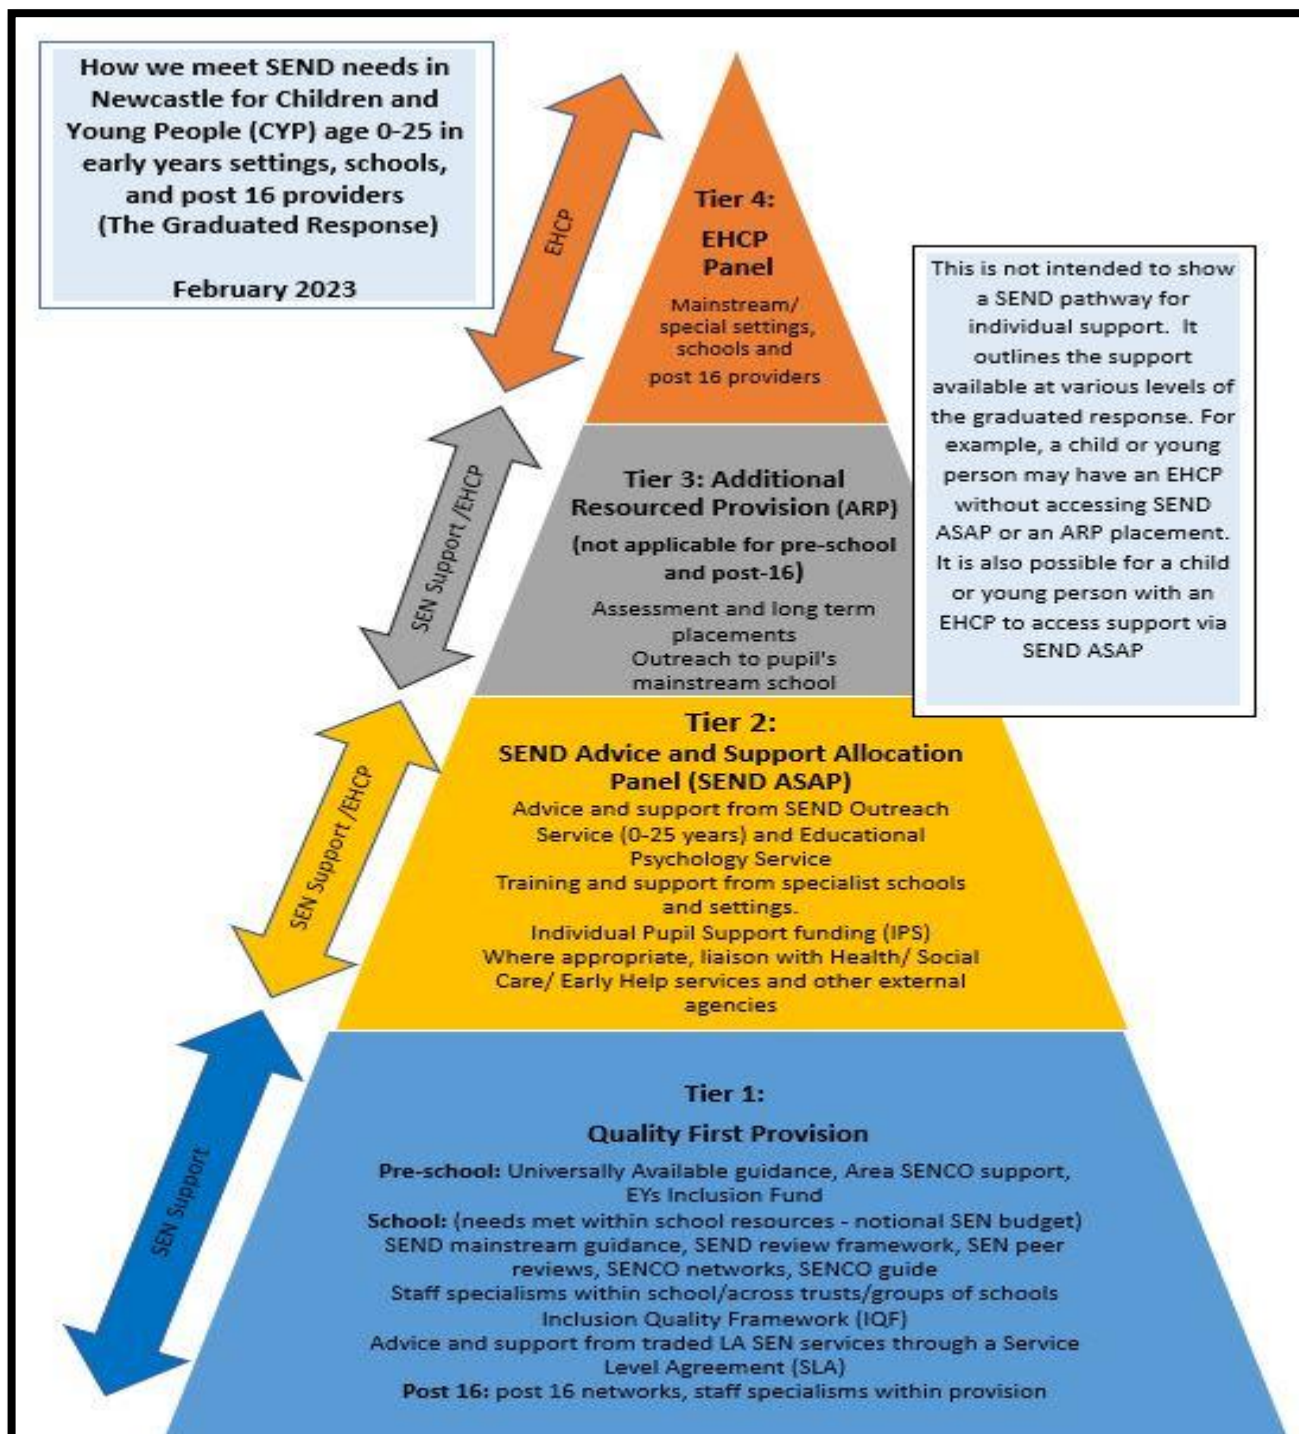 How we meet SEND needs in
Newcastle for Children and
Young People (CYP) age 0-25 in
early years settings, schools,
and post 16 providers
(The Graduated Response)
February 2023
EHCP
Tier 4:
EHCP
Panel
Mainstream/
special settings,
schools and
post 16 providers
This is not intended to show
a SEND pathway for
individual support. It
outlines the support
available at various levels of
the graduated response. For
example, a child or young
person may have an EHCP
without accessing SEND
ASAP or an ARP placement.
It is also possible for a child
or young person with an
EHCP to access support via
SEND ASAP
SEN Support /EHCP
Tier 3: Additional
Resourced Provision (ARP)
(not applicable for pre-school
and post-16)
Assessment and long term
placements
Outreach to pupil's
mainstream school
SEN Support /EHCP
Tier 2:
SEND Advice and Support Allocation
Panel (SEND ASAP)
Advice and support from SEND Outreach
Service (0-25 years) and Educational
Psychology Service
Training and support from specialist schools
and settings.
Individual Pupil Support funding (IPS)
Where appropriate, liaison with Health/ Social
Care/ Early Help services and other external
agencies
SEN Support
Tier 1:
Quality First Provision
Pre-school: Universally Available guidance, Area SENCO support,
EYs Inclusion Fund
School: (needs met within school resources - notional SEN budget)
SEND mainstream guidance, SEND review framework, SEN peer
reviews, SENCO networks, SENCO guide
Staff specialisms within school/across trusts/groups of schools
Inclusion Quality Framework (IQF)
Advice and support from traded LA SEN services through a Service
Level Agreement (SLA)
Post 16: post 16 networks, staff specialisms within provision